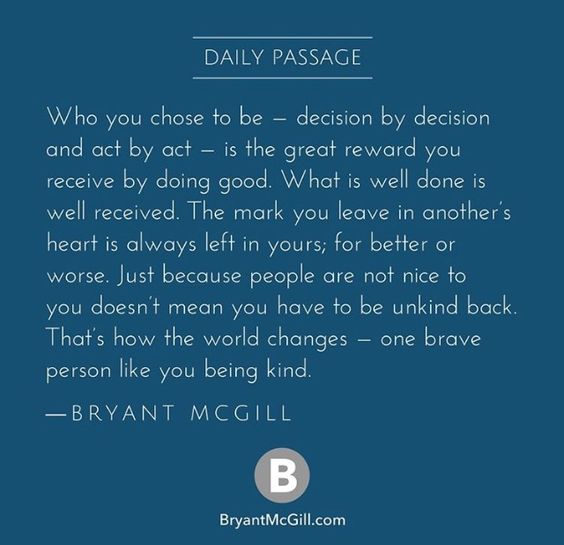 DAILY PASSAGE
Who you chose to be – decision by decision
and act by act – is the great reward you
receive by doing good. What is well done is
well received. The mark you leave in another's
heart is always left in yours; for better or
worse. Just because people are not nice to
you doesn't mean you have to be unkind back.
That's how the world changes – one brave
person like you being kind.
—BRYANT MCGILL
B
BryantMcGill.com